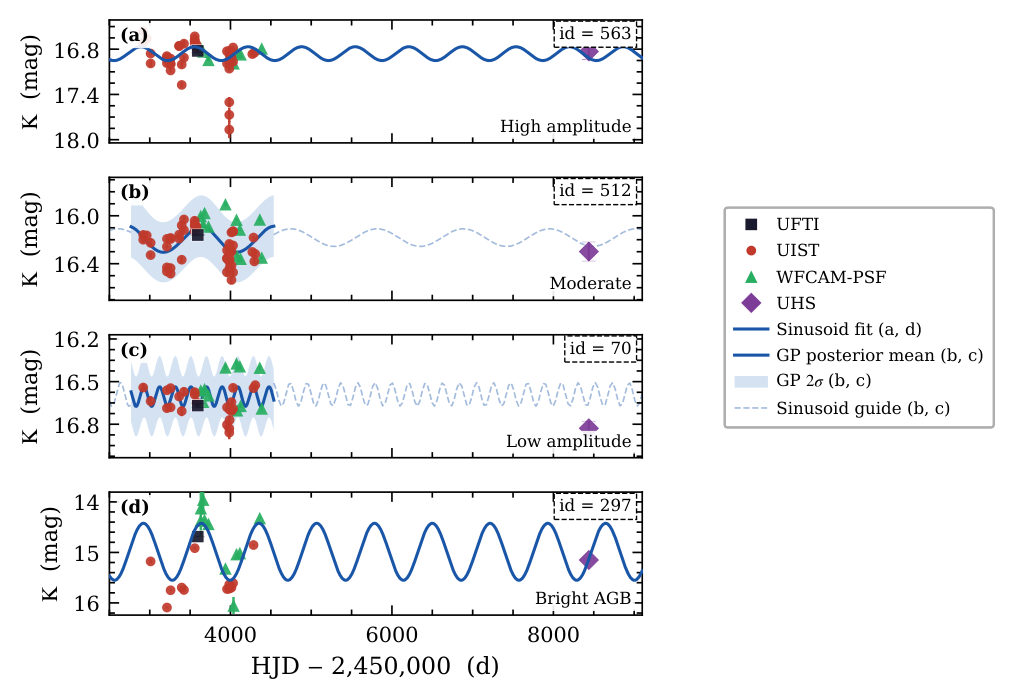 (a)
id = 563
16.8
17.4
18.0
K (mag)
High amplitude
(b)
id = 512
16.0
16.4
K (mag)
Moderate
(c)
id = 70
16.2
16.5
16.8
K (mag)
Low amplitude
(d)
id = 297
14
15
16
K (mag)
Bright AGB
4000 6000 8000
HJD − 2,450,000 (d)
UFTI
UIST
WFCAM-PSF
UHS
Sinusoid fit (a, d)
GP posterior mean (b, c)
GP 2σ (b, c)
Sinusoid guide (b, c)